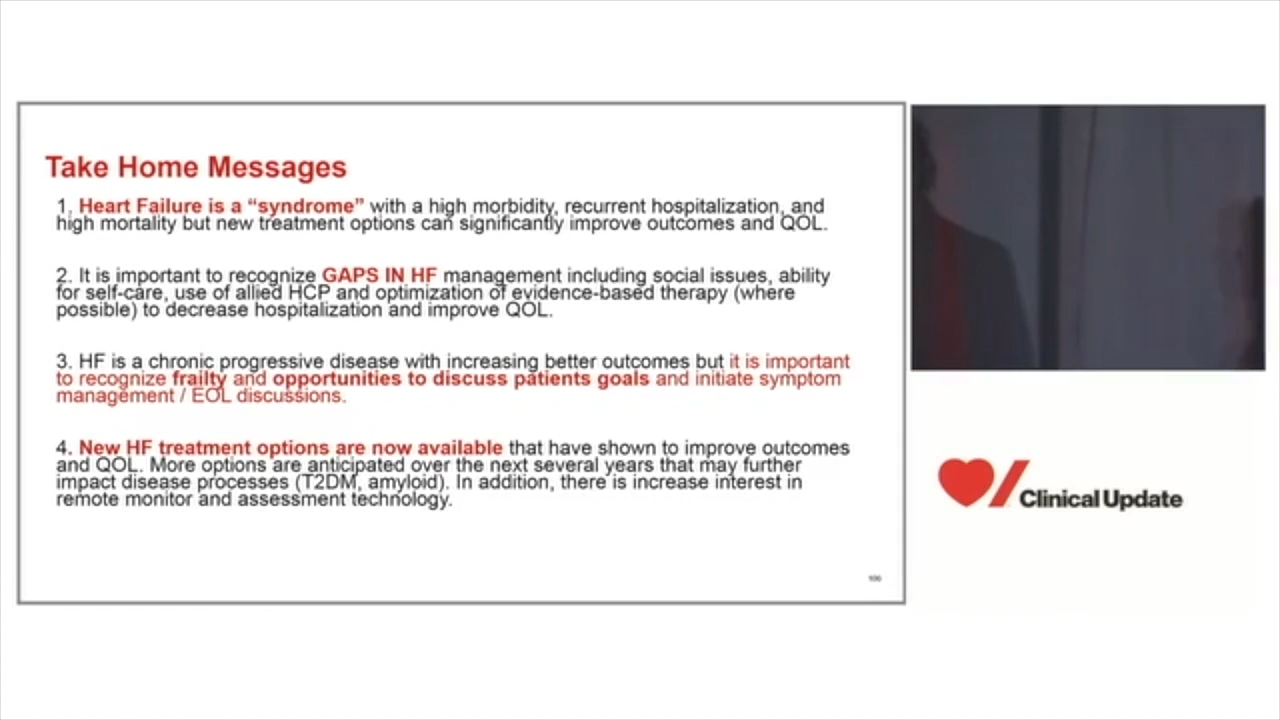 Take Home Messages
1. Heart Failure is a “syndrome” with a high morbidity, recurrent hospitalization, and
high mortality but new treatment options can significantly improve outcomes and QOL.
2. It is important to recognize GAPS IN HF management including social issues, ability
for self-care, use of allied HCP and optimization of evidence-based therapy (where
possible) to decrease hospitalization and improve QOL.
3. HF is a chronic progressive disease with increasing better outcomes but it is important
to recognize frailty and opportunities to discuss patients goals and initiate symptom
management / EOL discussions.
4. New HF treatment options are now available that have shown to improve outcomes
and QOL. More options are anticipated over the next several years that may further
impact disease processes (T2DM, amyloid). In addition, there is increase interest in
remote monitor and assessment technology.
Clinical Update